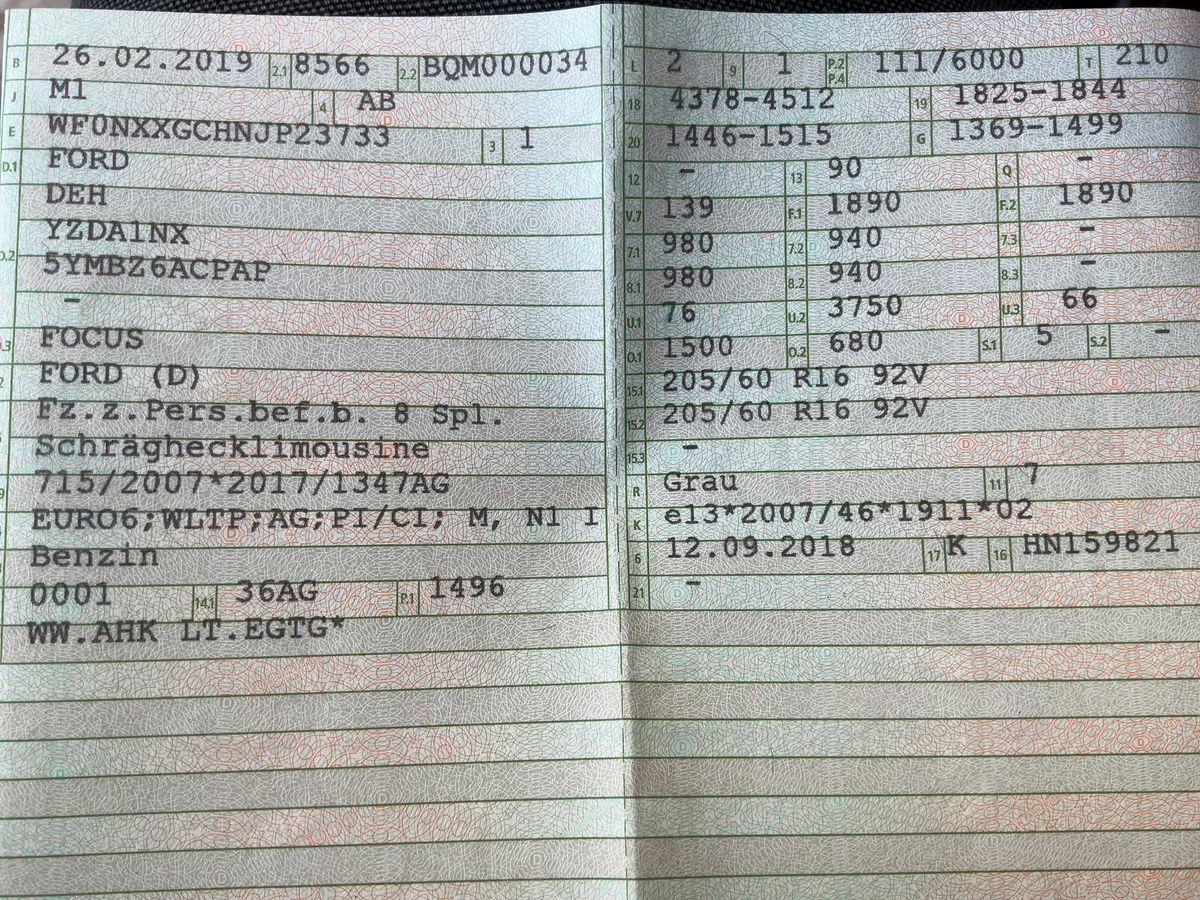 B 26.02.2019 2.1 8566 2.2 BQM000034
J M1 4 AB
E WF0NXXGCHNJP23733 3 1
D.1 FORD
DEH
YZDA1NX
D.2 5YMBZ6ACPAP
–
D.3 FOCUS
2 FORD (D)
Fz.z.Pers.bef.b. 8 Spl.
Schräghecklimousine
9 715/2007*2017/1347AG
EURO6;WLTP;AG;PI/CI; M, N1 I
Benzin
0001 14.1 36AG P.1 1496
WW.AHK LT.EGTG*
L 2 9 1 P.2 P.4 111/6000 T 210
18 4378-4512 19 1825-1844
20 1446-1515 G 1369-1499
12 – 13 90 Q –
V.7 139 F.1 1890 F.2 1890
7.1 980 7.2 940 7.3 –
8.1 980 8.2 940 8.3 –
U.1 76 U.2 3750 U.3 66
O.1 1500 O.2 680 S.1 5 S.2 –
15.1 205/60 R16 92V
15.2 205/60 R16 92V
15.3 –
R Grau 11 7
K e13*2007/46*1911*02
6 12.09.2018 17 K 16 HN159821
21 –